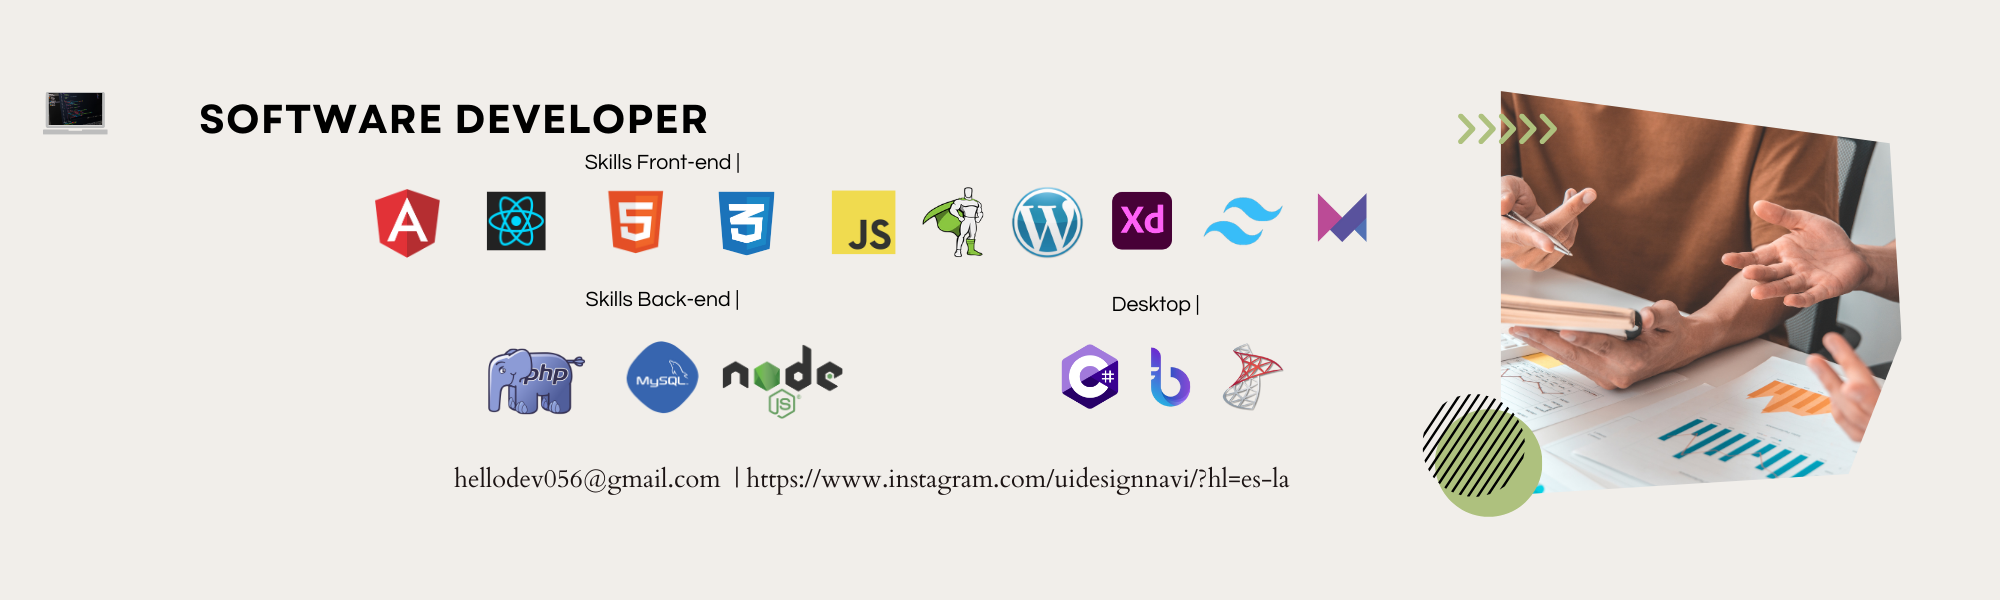 SOFTWARE DEVELOPER
Skills Front-end |
JS
Xd
Skills Back-end |
Desktop |
php
MySQL
node
JS
C#
hellodev056@gmail.com | https://www.instagram.com/uidesignnavi/?hl=es-la